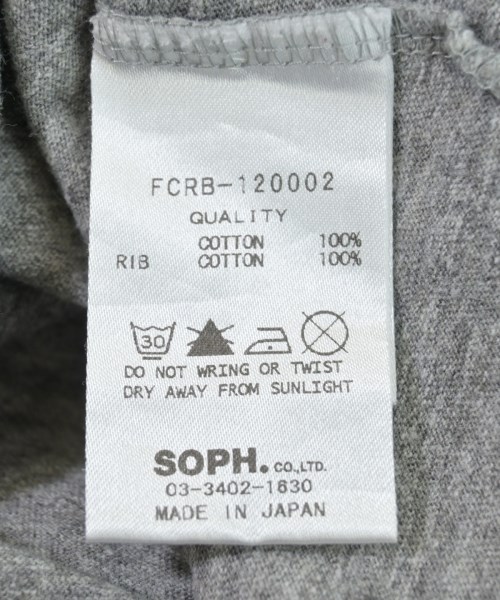 FCRB-120002
QUALITY
COTTON 100%
RIB COTTON 100%
30
DO NOT WRING OR TWIST
DRY AWAY FROM SUNLIGHT
SOPH. CO.,LTD.
03-3402-1630
MADE IN JAPAN